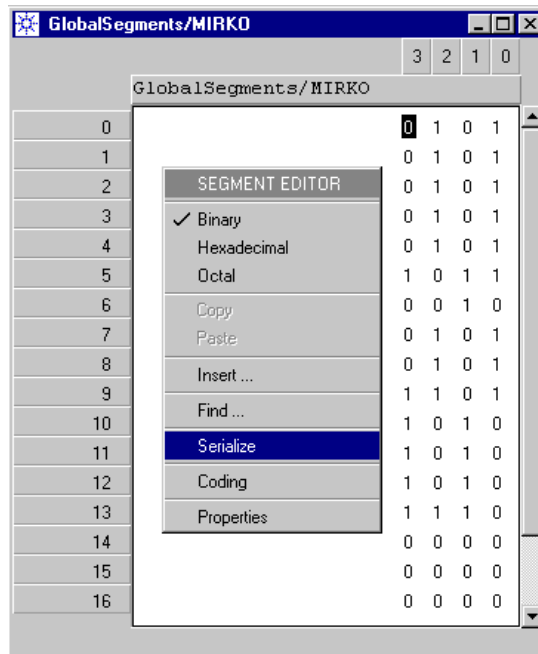 GlobalSegments/MIRKO
3 2 1 0
GlobalSegments/MIRKO
0 0 1 0 1
1 0 1 0 1
2 SEGMENT EDITOR 0 1 0 1
3 Binary 0 1 0 1
4 Hexadecimal 0 1 0 1
5 Octal 1 0 1 1
6 Copy 0 0 1 0
7 Paste 0 1 0 1
8 Insert ... 0 1 0 1
9 Find ... 1 1 0 1
10 1 0 1 0
11 Serialize 1 0 1 0
12 Coding 1 0 1 0
13 Properties 1 1 1 0
14 0 0 0 0
15 0 0 0 0
16 0 0 0 0